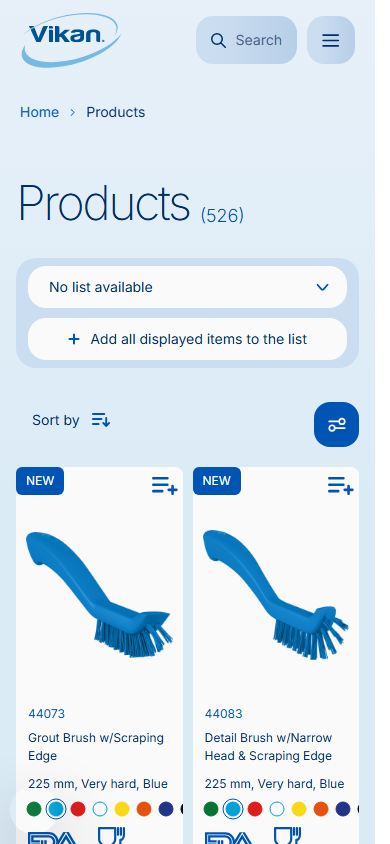 Vikan.
Search
Home > Products
Products (526)
No list available
+ Add all displayed items to the list
Sort by
NEW
44073
Grout Brush w/Scraping
Edge
225 mm, Very hard, Blue
FDA
NEW
44083
Detail Brush w/Narrow
Head & Scraping Edge
225 mm, Very hard, Blue
FDA